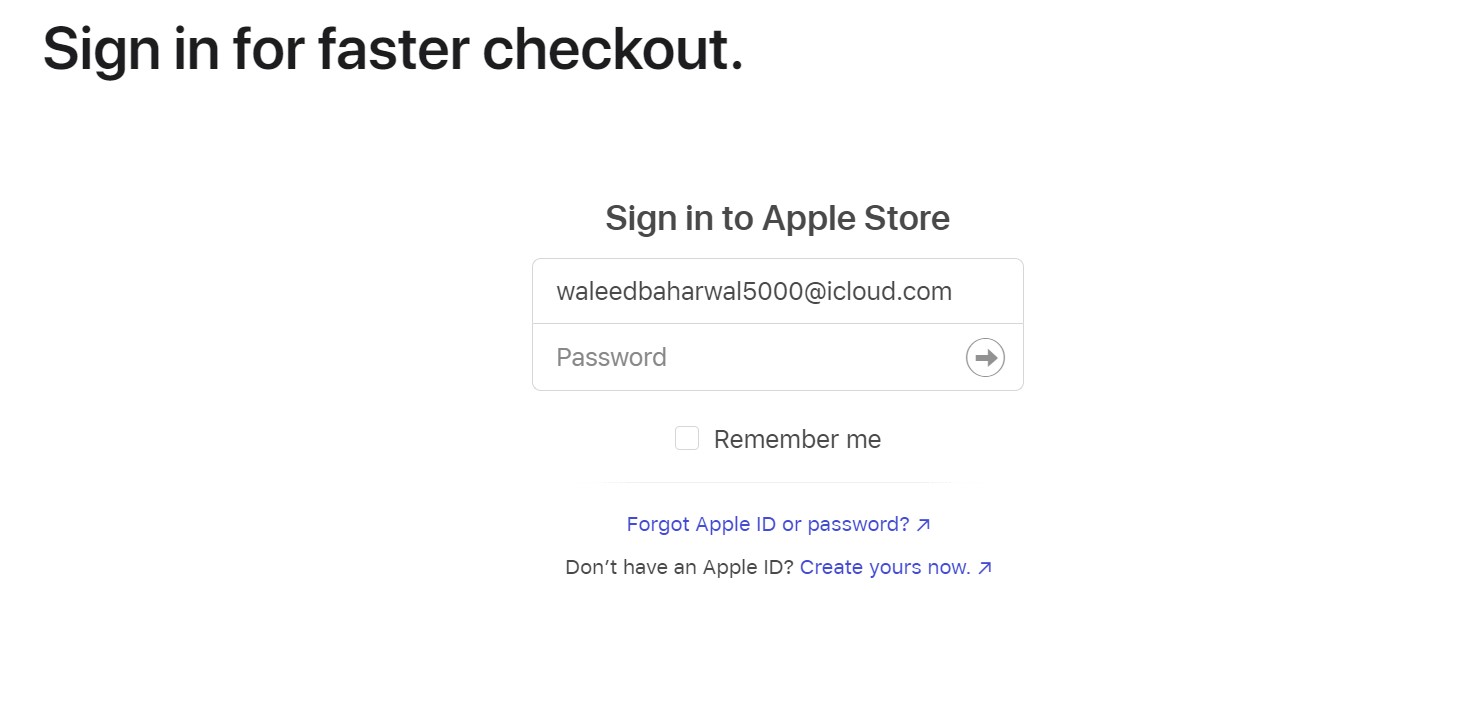 Sign in for faster checkout.
Sign in to Apple Store
waleedbaharwal5000@icloud.com
Password
Remember me
Forgot Apple ID or password? ↗
Don’t have an Apple ID? Create yours now. ↗